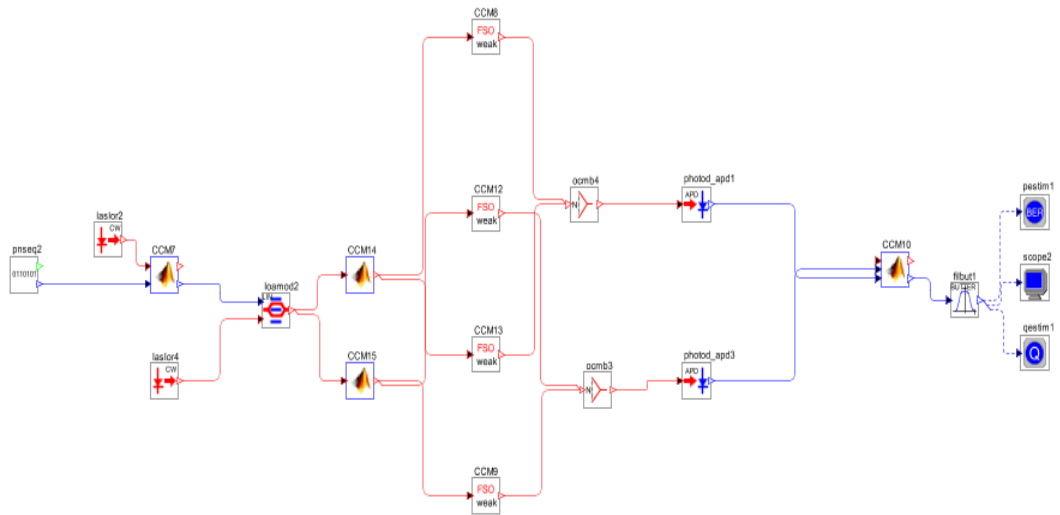 CCM8
FSO
weak
CCM12
FSO
weak
ocmb4
N
photod_apd1
APD
pestim1
BER
laslor2
CW
pnseq2
0110101
CCM7
CCM14
CCM10
scope2
loamod2
LIN
filbut1
BUTTER
CCM13
FSO
weak
qestim1
Q
laslor4
CW
CCM15
ocmb3
N
photod_apd3
APD
CCM9
FSO
weak